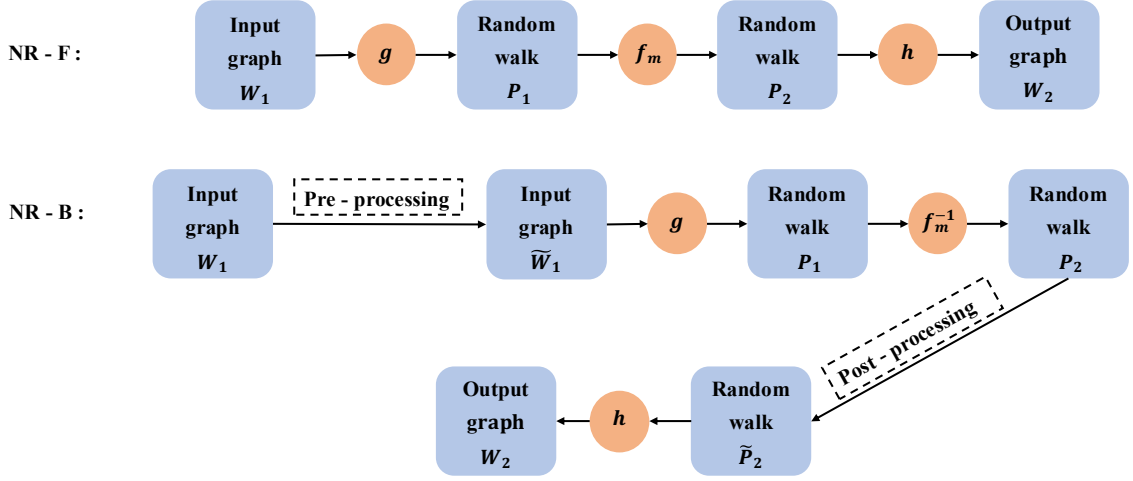 NR - F :
Input
graph
W₁
g
Random
walk
P₁
fₘ
Random
walk
P₂
h
Output
graph
W₂
NR - B :
Input
graph
W₁
Pre - processing
Input
graph
W̃₁
g
Random
walk
P₁
fₘ⁻¹
Random
walk
P₂
Post - processing
Random
walk
P̃₂
h
Output
graph
W₂